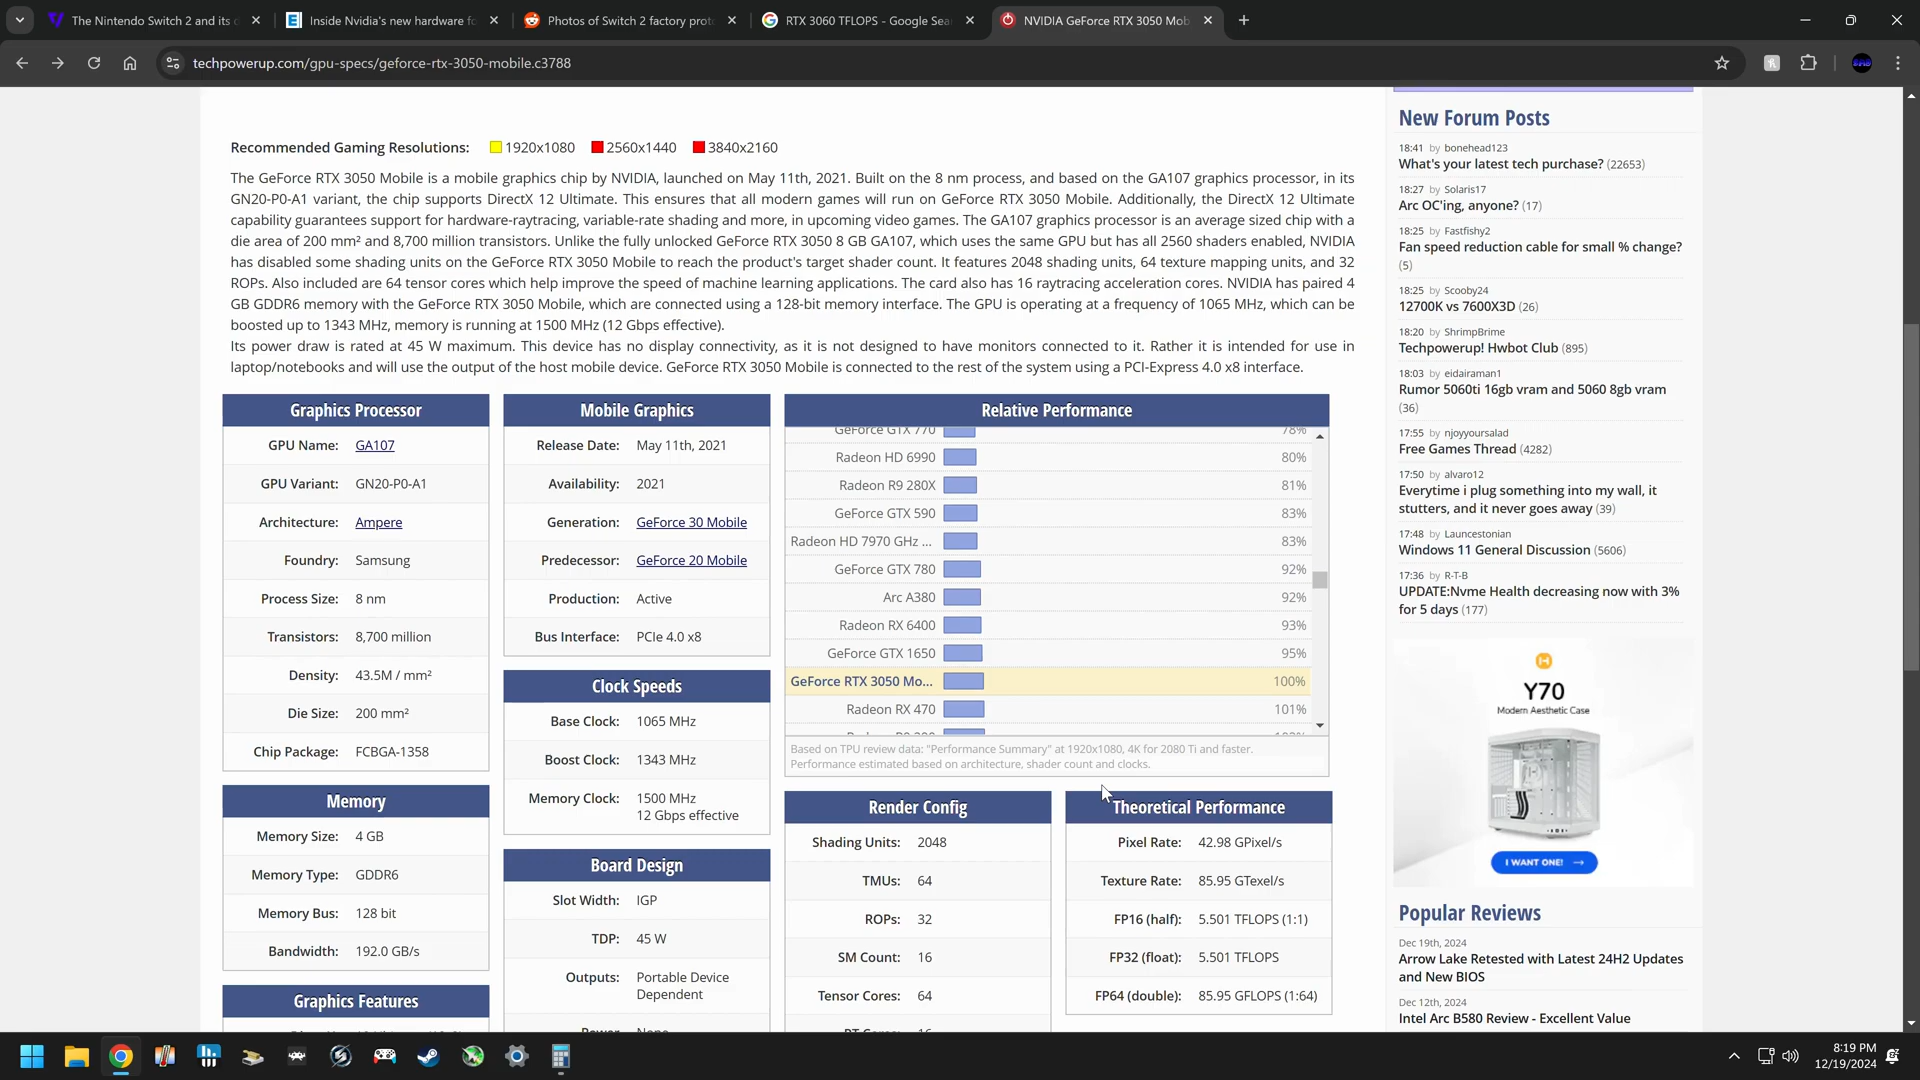 The Nintendo Switch 2 and its
Inside Nvidia's new hardware fo
Photos of Switch 2 factory prot
RTX 3060 TFLOPS - Google Sea
NVIDIA GeForce RTX 3050 Mob
techpowerup.com/gpu-specs/geforce-rtx-3050-mobile.c3788
Recommended Gaming Resolutions: 1920x1080 2560x1440 3840x2160
The GeForce RTX 3050 Mobile is a mobile graphics chip by NVIDIA, launched on May 11th, 2021. Built on the 8 nm process, and based on the GA107 graphics processor, in its
GN20-P0-A1 variant, the chip supports DirectX 12 Ultimate. This ensures that all modern games will run on GeForce RTX 3050 Mobile. Additionally, the DirectX 12 Ultimate
capability guarantees support for hardware-raytracing, variable-rate shading and more, in upcoming video games. The GA107 graphics processor is an average sized chip with a
die area of 200 mm² and 8,700 million transistors. Unlike the fully unlocked GeForce RTX 3050 8 GB GA107, which uses the same GPU but has all 2560 shaders enabled, NVIDIA
has disabled some shading units on the GeForce RTX 3050 Mobile to reach the product's target shader count. It features 2048 shading units, 64 texture mapping units, and 32
ROPs. Also included are 64 tensor cores which help improve the speed of machine learning applications. The card also has 16 raytracing acceleration cores. NVIDIA has paired 4
GB GDDR6 memory with the GeForce RTX 3050 Mobile, which are connected using a 128-bit memory interface. The GPU is operating at a frequency of 1065 MHz, which can be
boosted up to 1343 MHz, memory is running at 1500 MHz (12 Gbps effective).
Its power draw is rated at 45 W maximum. This device has no display connectivity, as it is not designed to have monitors connected to it. Rather it is intended for use in
laptop/notebooks and will use the output of the host mobile device. GeForce RTX 3050 Mobile is connected to the rest of the system using a PCI-Express 4.0 x8 interface.
Graphics Processor
GPU Name: GA107
GPU Variant: GN20-P0-A1
Architecture: Ampere
Foundry: Samsung
Process Size: 8 nm
Transistors: 8,700 million
Density: 43.5M / mm²
Die Size: 200 mm²
Chip Package: FCBGA-1358
Memory
Memory Size: 4 GB
Memory Type: GDDR6
Memory Bus: 128 bit
Bandwidth: 192.0 GB/s
Graphics Features
Mobile Graphics
Release Date: May 11th, 2021
Availability: 2021
Generation: GeForce 30 Mobile
Predecessor: GeForce 20 Mobile
Production: Active
Bus Interface: PCIe 4.0 x8
Clock Speeds
Base Clock: 1065 MHz
Boost Clock: 1343 MHz
Memory Clock: 1500 MHz
12 Gbps effective
Board Design
Slot Width: IGP
TDP: 45 W
Outputs: Portable Device
Dependent
Relative Performance
GeForce GTX 770 78%
Radeon HD 6990 80%
Radeon R9 280X 81%
GeForce GTX 590 83%
Radeon HD 7970 GHz ... 83%
GeForce GTX 780 92%
Arc A380 92%
Radeon RX 6400 93%
GeForce GTX 1650 95%
GeForce RTX 3050 Mo... 100%
Radeon RX 470 101%
Based on TPU review data: "Performance Summary" at 1920x1080, 4K for 2080 Ti and faster.
Performance estimated based on architecture, shader count and clocks.
Render Config
Shading Units: 2048
TMUs: 64
ROPs: 32
SM Count: 16
Tensor Cores: 64
Theoretical Performance
Pixel Rate: 42.98 GPixel/s
Texture Rate: 85.95 GTexel/s
FP16 (half): 5.501 TFLOPS (1:1)
FP32 (float): 5.501 TFLOPS
FP64 (double): 85.95 GFLOPS (1:64)
New Forum Posts
18:41 by bonehead123
What's your latest tech purchase? (22653)
18:27 by Solaris17
Arc OC'ing, anyone? (17)
18:25 by Fastfishy2
Fan speed reduction cable for small % change?
(5)
18:25 by Scooby24
12700K vs 7600X3D (26)
18:20 by ShrimpBrime
Techpowerup! Hwbot Club (895)
18:03 by eidairaman1
Rumor 5060ti 16gb vram and 5060 8gb vram
(36)
17:55 by njoyyoursalad
Free Games Thread (4282)
17:50 by alvaro12
Everytime i plug something into my wall, it
stutters, and it never goes away (39)
17:48 by Launcestonian
Windows 11 General Discussion (5606)
17:36 by R-T-B
UPDATE:Nvme Health decreasing now with 3%
for 5 days (177)
Y70
Modern Aesthetic Case
I WANT ONE!
Popular Reviews
Dec 19th, 2024
Arrow Lake Retested with Latest 24H2 Updates
and New BIOS
Dec 12th, 2024
Intel Arc B580 Review - Excellent Value
8:19 PM
12/19/2024